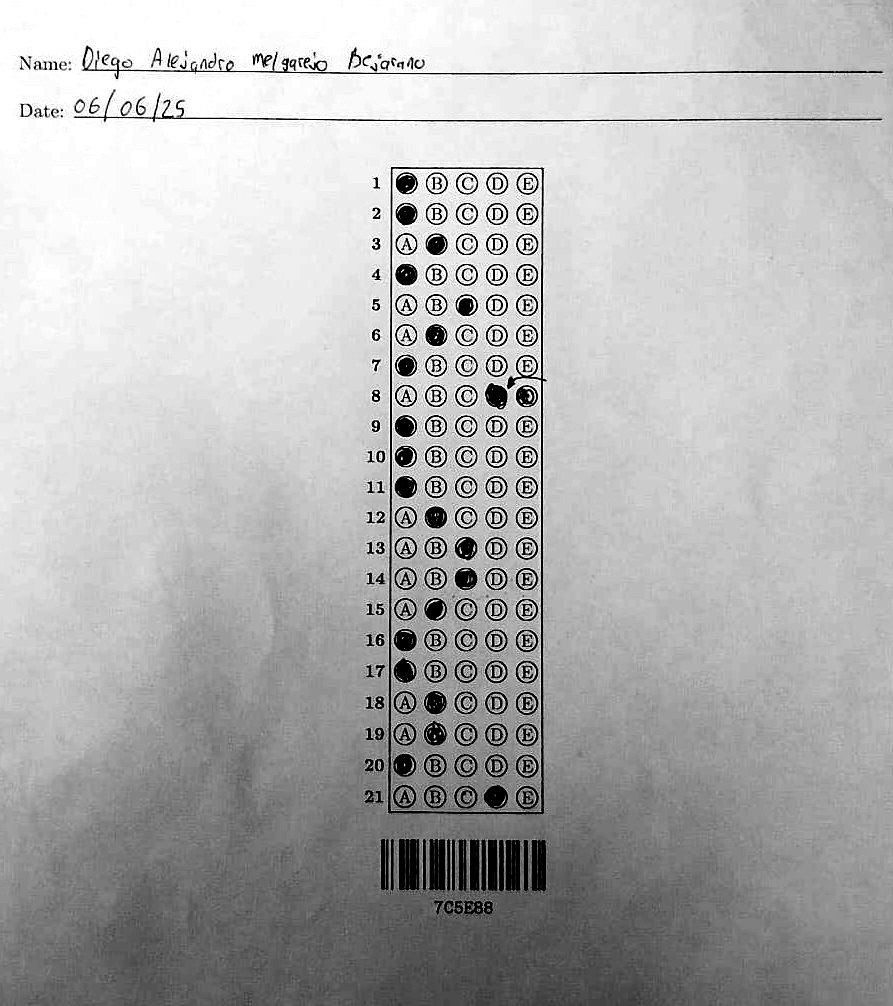 Name: Diego Alejandro melgarejo Bejarano
Date: 06/06/25
1 B C D E
2 B C D E
3 A C D E
4 B C D E
5 A B D E
6 A C D E
7 B C D E
8 A B C
9 B C D E
10 B C D E
11 B C D E
12 A C D E
13 A B D E
14 A B D E
15 A C D E
16 B C D E
17 B C D E
18 A C D E
19 A C D E
20 B C D E
21 A B C E
7C5E88